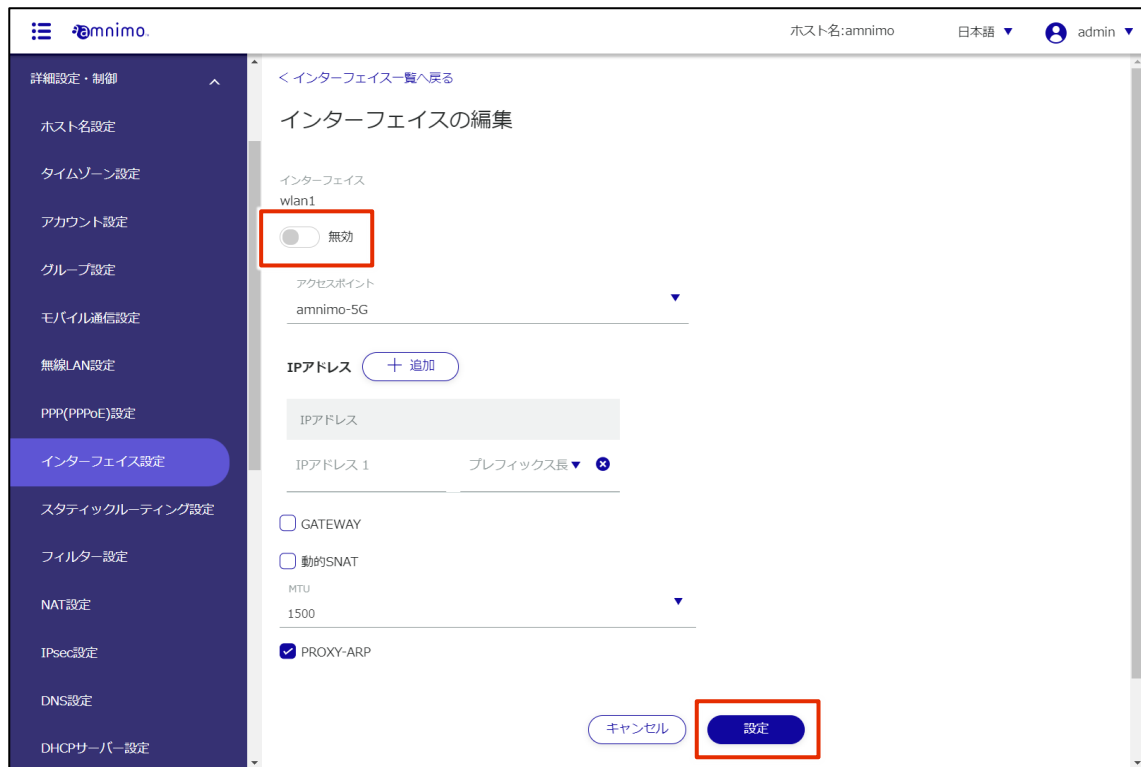 amnimo.
ホスト名:amnimo
日本語 ▼
admin ▼
詳細設定・制御
ホスト名設定
タイムゾーン設定
アカウント設定
グループ設定
モバイル通信設定
無線LAN設定
PPP(PPPoE)設定
インターフェイス設定
スタティックルーティング設定
フィルター設定
NAT設定
IPsec設定
DNS設定
DHCPサーバー設定
< インターフェイス一覧へ戻る
インターフェイスの編集
インターフェイス
wlan1
無効
アクセスポイント
amnimo-5G
IPアドレス
+ 追加
IPアドレス
IPアドレス 1
プレフィックス長▼
GATEWAY
動的SNAT
MTU
1500
PROXY-ARP
キャンセル
設定